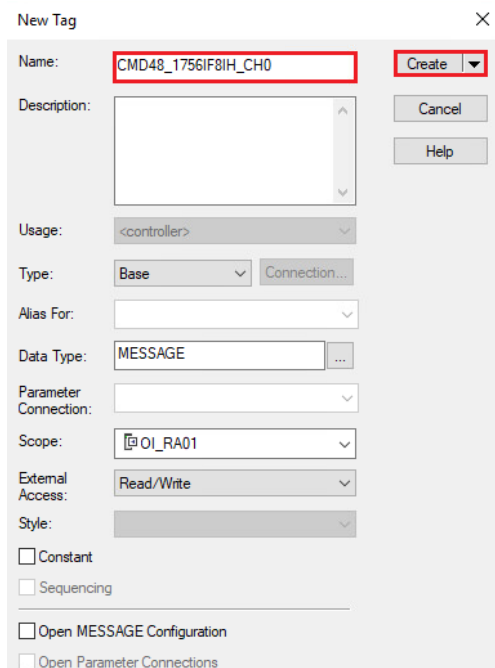 New Tag
Name: CMD48_1756IF8IH_CH0 Create
Description: Cancel
Help
Usage: <controller>
Type: Base Connection...
Alias For:
Data Type: MESSAGE ...
Parameter
Connection:
Scope: OI_RA01
External
Access: Read/Write
Style:
Constant
Sequencing
Open MESSAGE Configuration
Open Parameter Connections